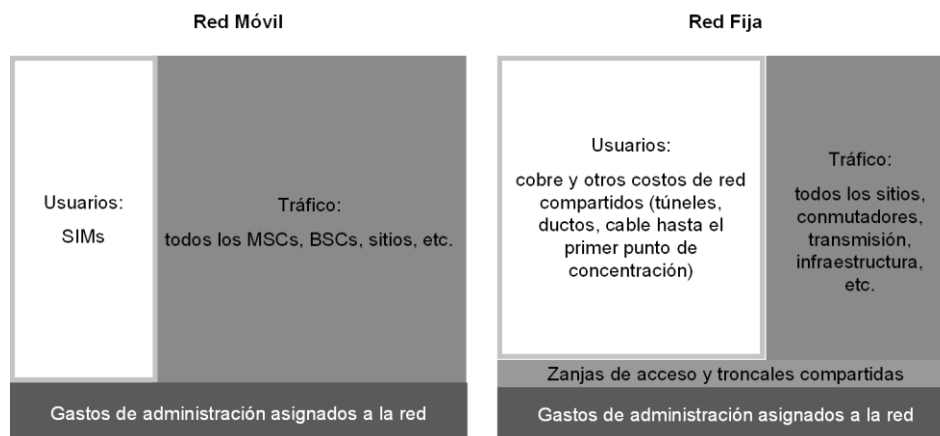 Red Móvil
Usuarios:
SIMs
Tráfico:
todos los MSCs, BSCs, sitios, etc.
Gastos de administración asignados a la red
Red Fija
Usuarios:
cobre y otros costos de red
compartidos (túneles,
ductos, cable hasta el
primer punto de
concentración)
Tráfico:
todos los sitios,
conmutadores,
transmisión,
infraestructura,
etc.
Zanjas de acceso y troncales compartidas
Gastos de administración asignados a la red